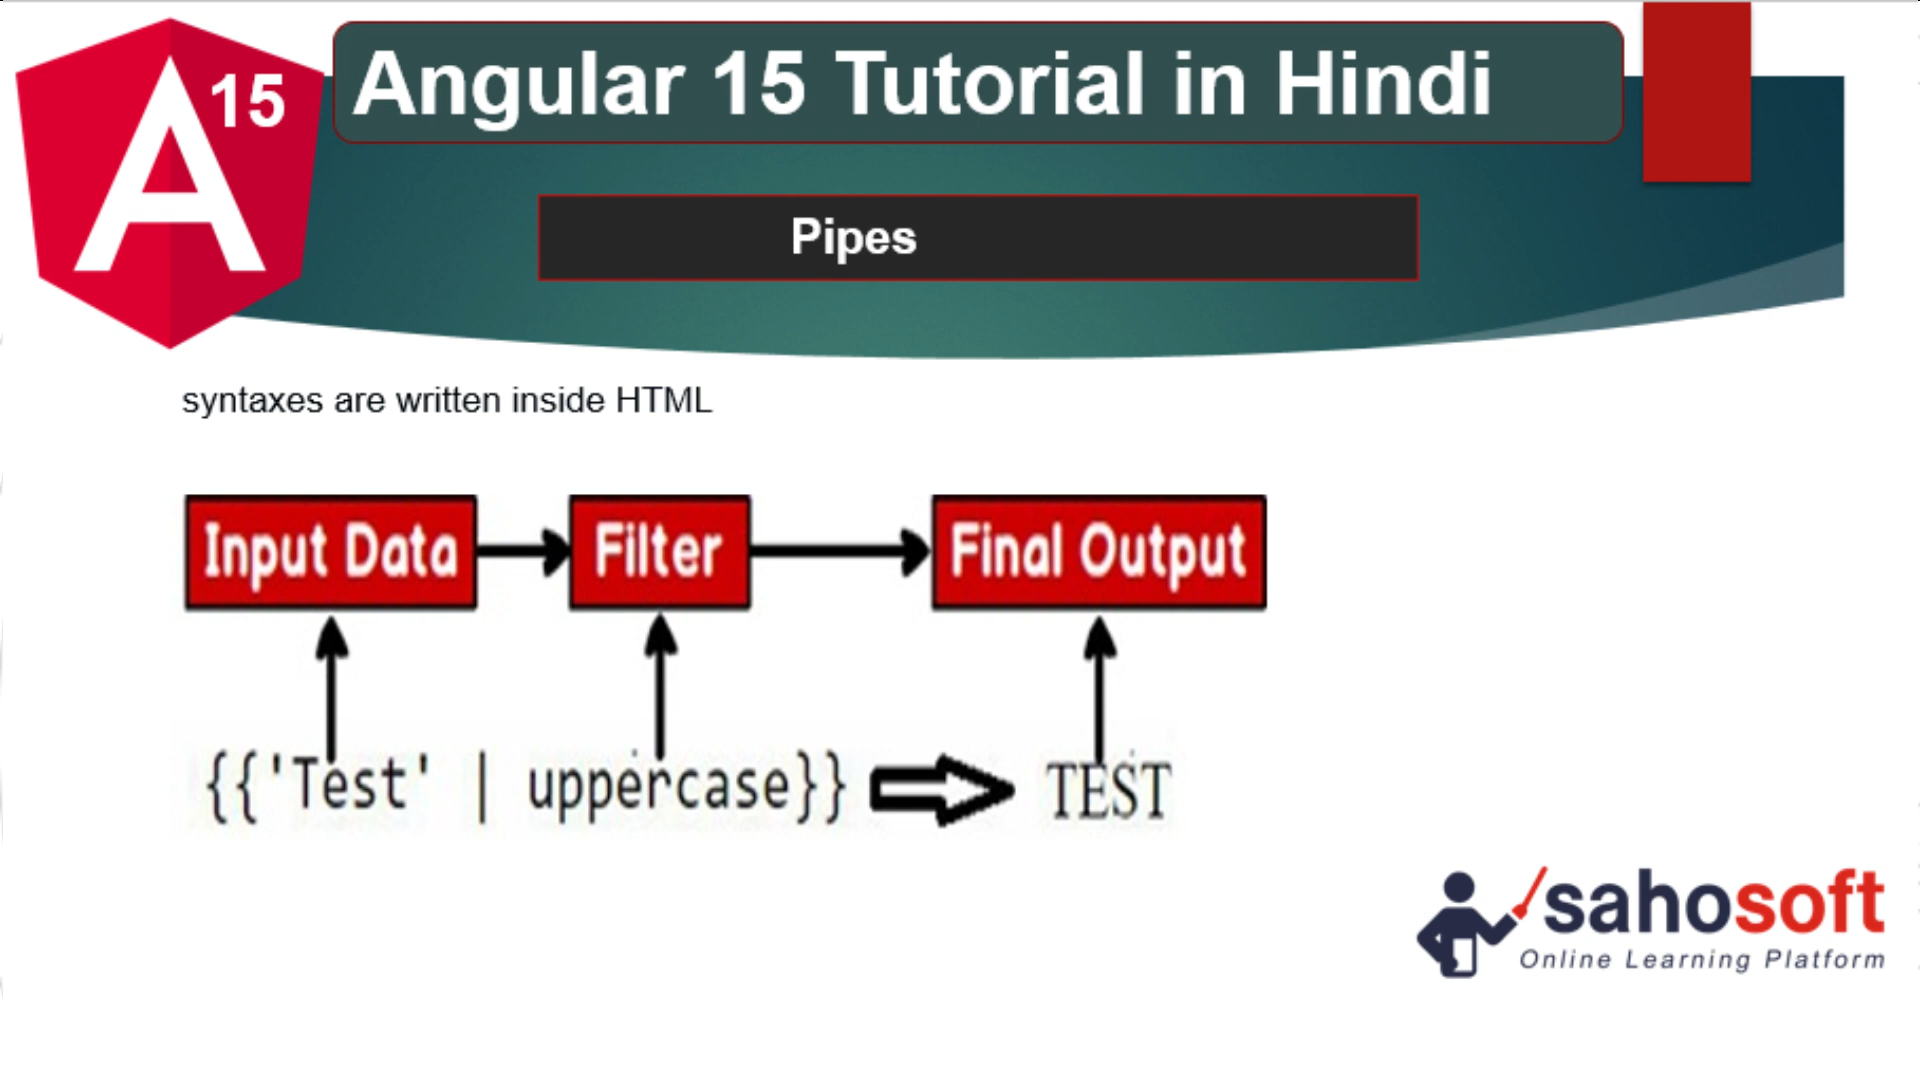 A 15
Angular 15 Tutorial in Hindi
Pipes
syntaxes are written inside HTML
Input Data
Filter
Final Output
{{'Test' | uppercase}}
TEST
sahosoft
Online Learning Platform